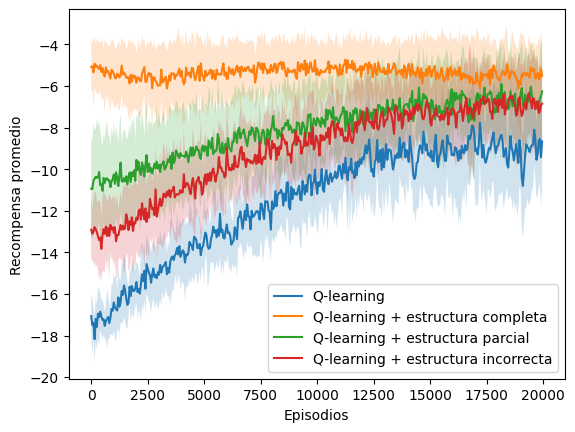 Recompensa promedio
−4
−6
−8
−10
−12
−14
−16
−18
−20
Q-learning
Q-learning + estructura completa
Q-learning + estructura parcial
Q-learning + estructura incorrecta
0 2500 5000 7500 10000 12500 15000 17500 20000
Episodios